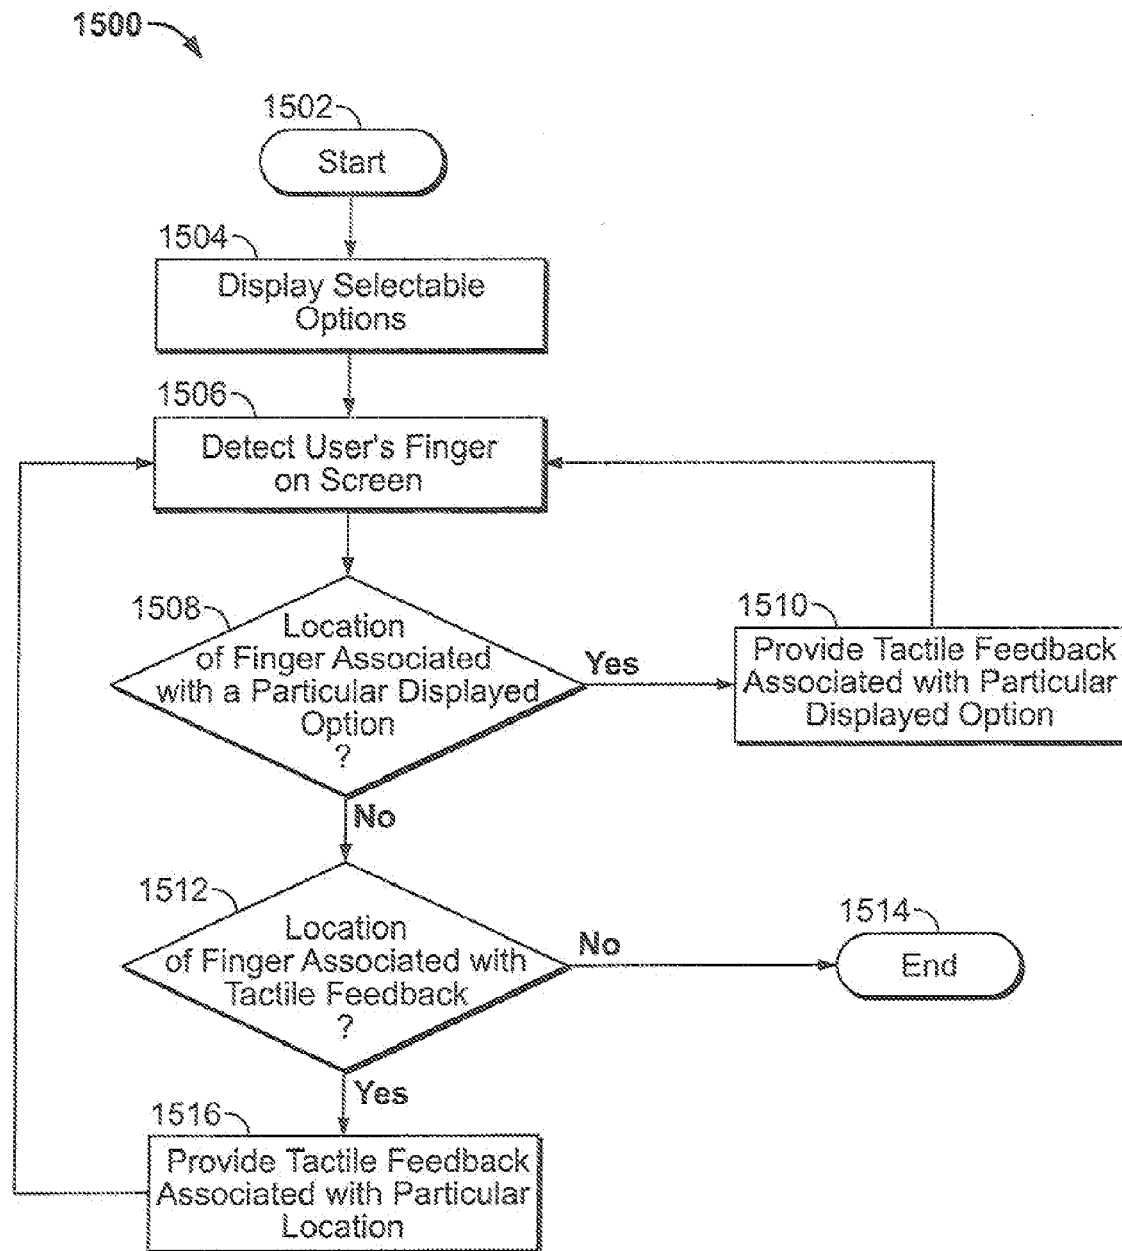 1500
1502
Start
1504
Display Selectable
Options
1506
Detect User's Finger
on Screen
1508
Location
of Finger Associated
with a Particular Displayed
Option
?
Yes
1510
Provide Tactile Feedback
Associated with Particular
Displayed Option
No
1512
Location
of Finger Associated with
Tactile Feedback
?
No
1514
End
Yes
1516
Provide Tactile Feedback
Associated with Particular
Location